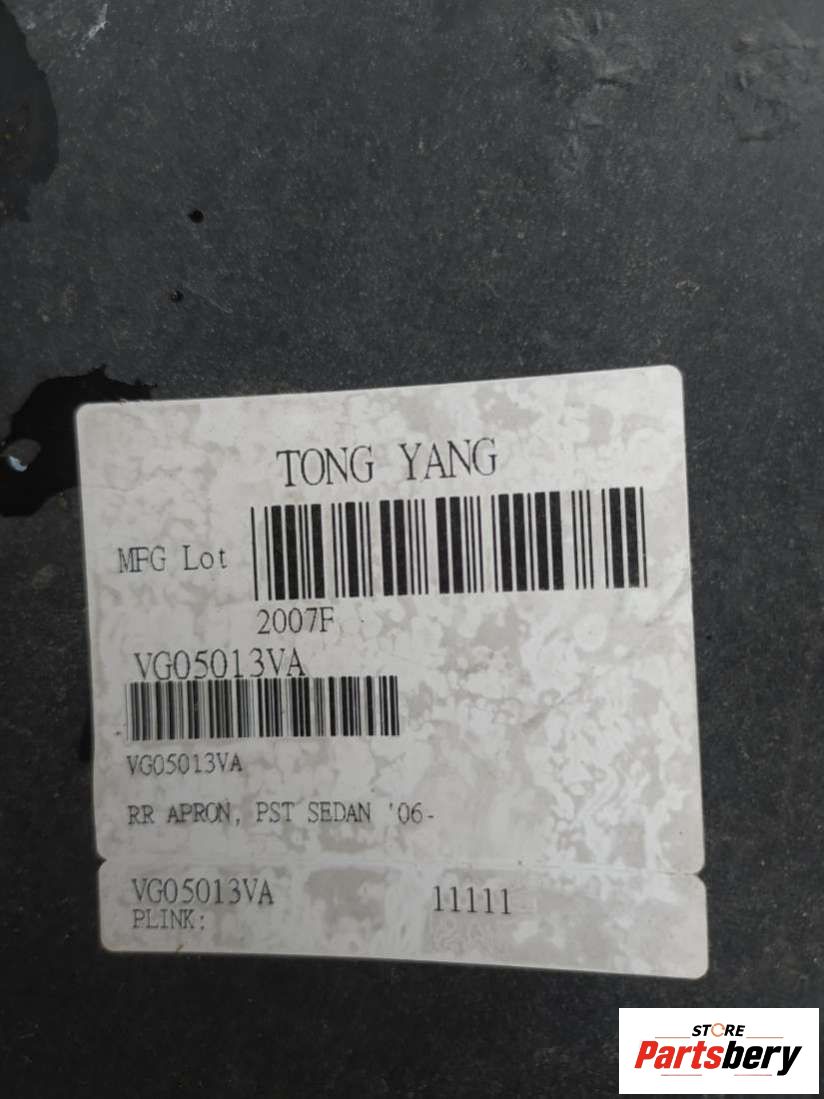 TONG YANG
MFG Lot
2007F
VG05013VA
VG05013VA
RR APRON, PST SEDAN '06-
VG05013VA 11111
PLINK:
STORE
Partsbery